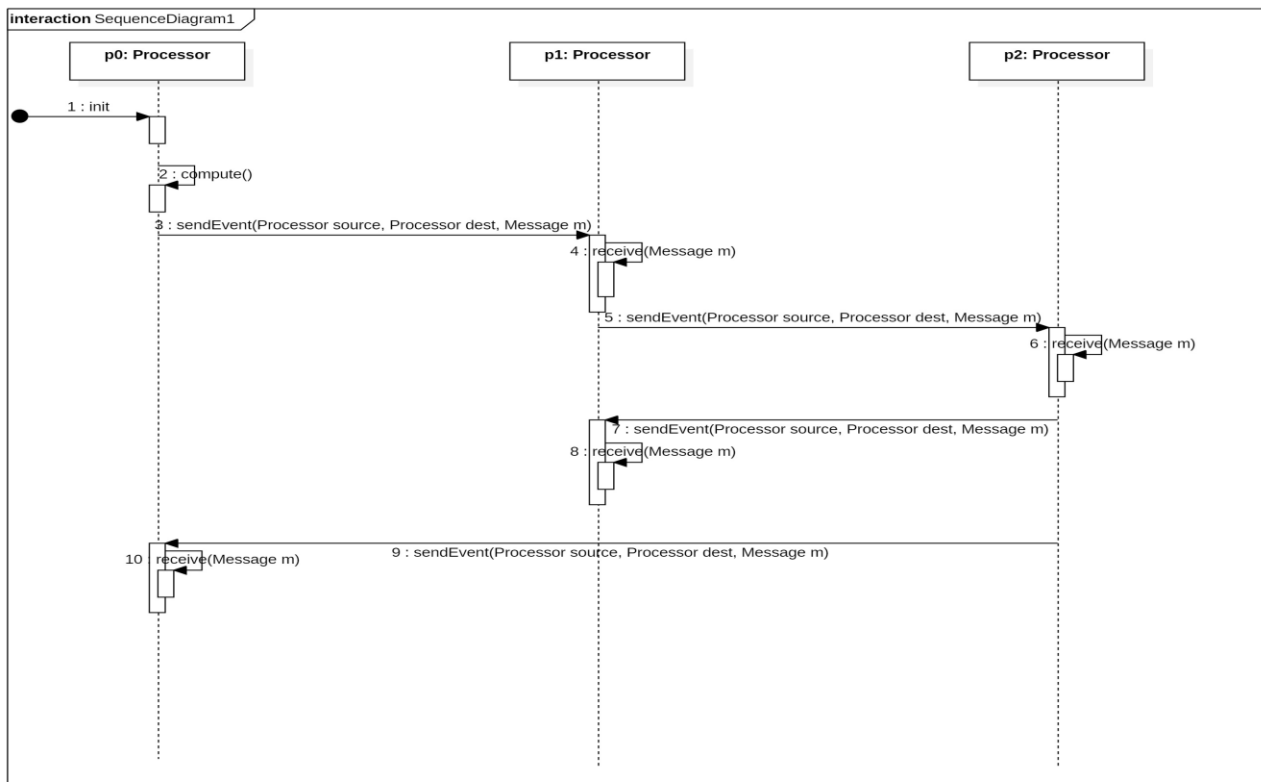 interaction SequenceDiagram1
p0: Processor
p1: Processor
p2: Processor
1 : init
2 : compute()
3 : sendEvent(Processor source, Processor dest, Message m)
4 : receive(Message m)
5 : sendEvent(Processor source, Processor dest, Message m)
6 : receive(Message m)
7 : sendEvent(Processor source, Processor dest, Message m)
8 : receive(Message m)
9 : sendEvent(Processor source, Processor dest, Message m)
10 : receive(Message m)